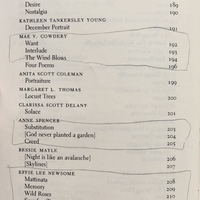 Desire 189
Nostalgia 190
KATHLEEN TANKERSLEY YOUNG
December Portrait 191
MAE V. COWDERY
Want 192
Interlude 193
The Wind Blows 194
Four Poems 196
ANITA SCOTT COLEMAN
Portraiture 199
MARGARET L. THOMAS
Locust Trees 200
CLARISSA SCOTT DELANY
Solace 201
ANNE SPENCER
Substitution 203
[God never planted a garden] 204
Greed 205
BESSIE MAYLE
[Night is like an avalanche] 206
[Skylines] 207
EFFIE LEE NEWSOME
Mattinata 208
Memory 209
Wild Roses 210